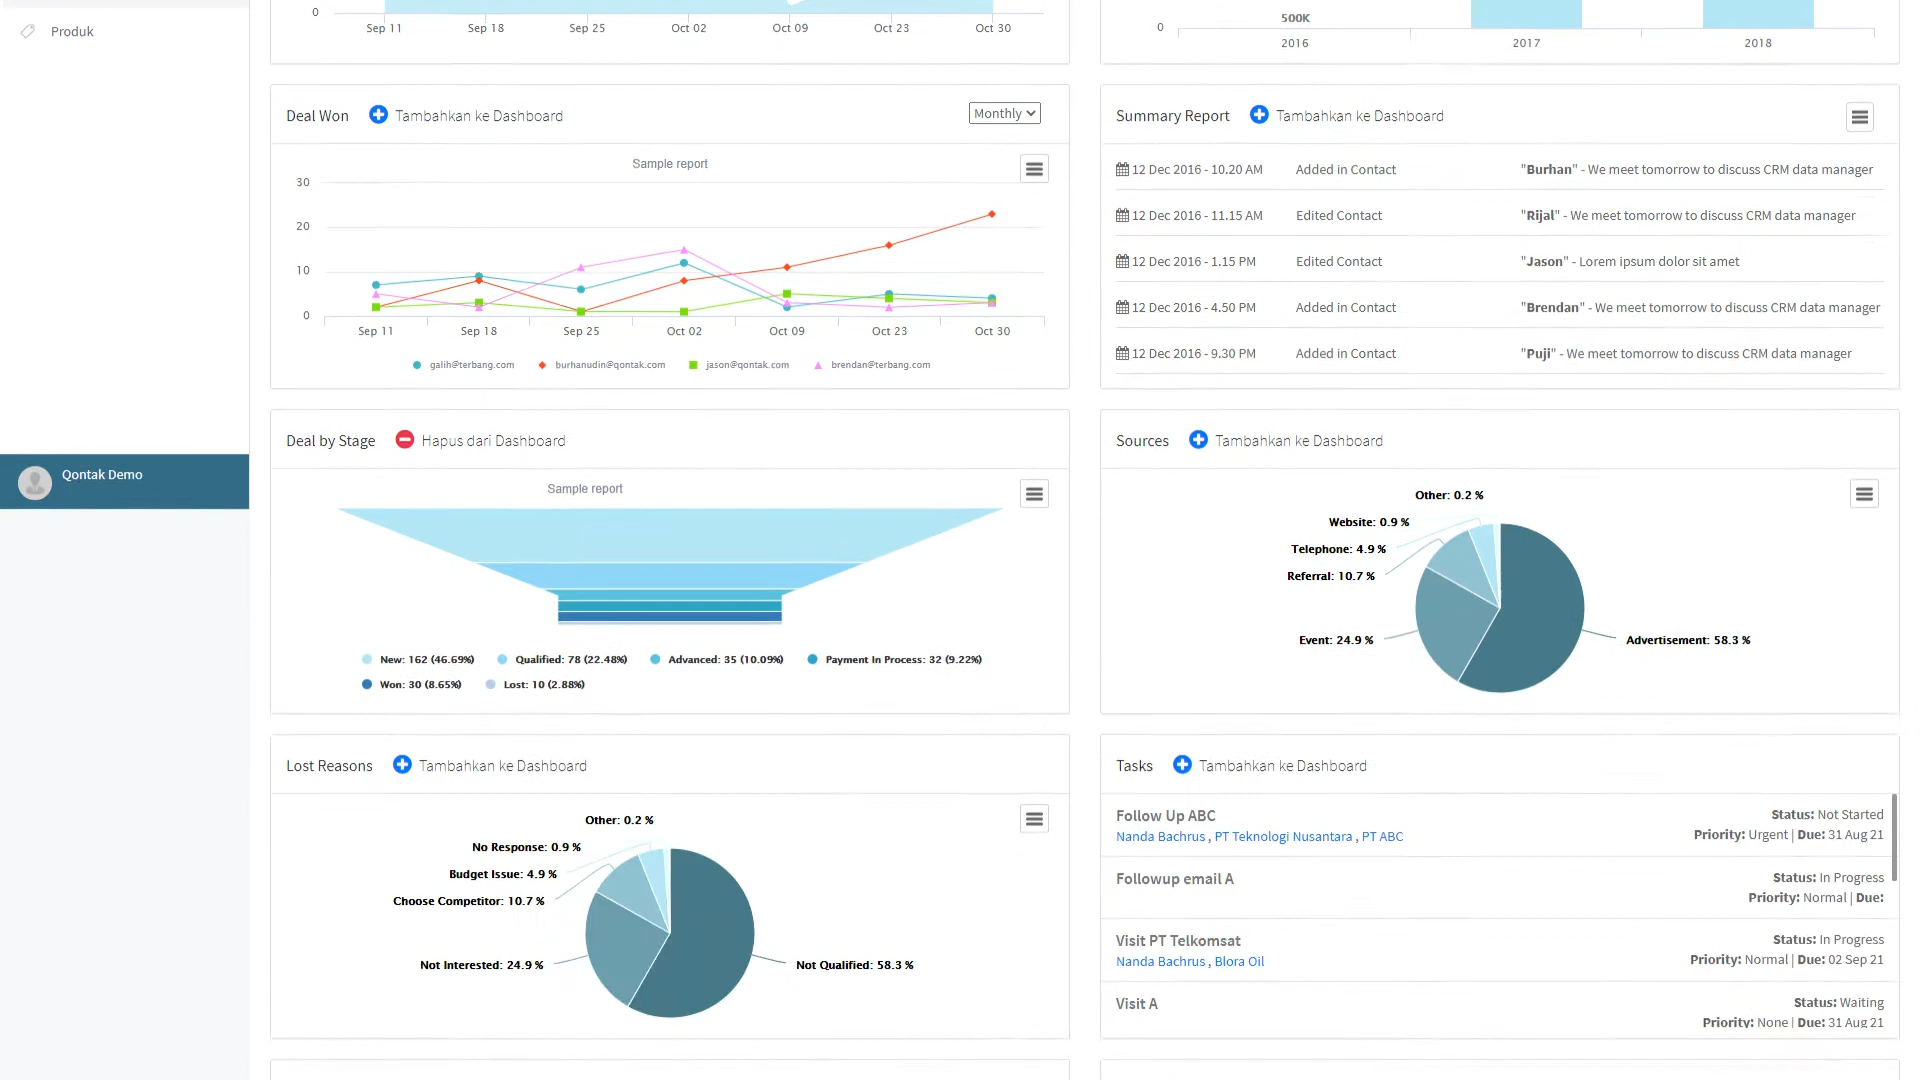 Produk
0
Sep 11 Sep 18 Sep 25 Oct 02 Oct 09 Oct 23 Oct 30
500K
0
2016 2017 2018
Deal Won Tambahkan ke Dashboard Monthly
Sample report
30
20
10
0
Sep 11 Sep 18 Sep 25 Oct 02 Oct 09 Oct 23 Oct 30
galih@terbang.com burhanudin@qontak.com jason@qontak.com brendan@terbang.com
Summary Report Tambahkan ke Dashboard
12 Dec 2016 - 10.20 AM Added in Contact "Burhan" - We meet tomorrow to discuss CRM data manager
12 Dec 2016 - 11.15 AM Edited Contact "Rijal" - We meet tomorrow to discuss CRM data manager
12 Dec 2016 - 1.15 PM Edited Contact "Jason" - Lorem ipsum dolor sit amet
12 Dec 2016 - 4.50 PM Added in Contact "Brendan" - We meet tomorrow to discuss CRM data manager
12 Dec 2016 - 9.30 PM Added in Contact "Puji" - We meet tomorrow to discuss CRM data manager
Qontak Demo
Deal by Stage Hapus dari Dashboard
Sample report
New: 162 (46.69%) Qualified: 78 (22.48%) Advanced: 35 (10.09%) Payment In Process: 32 (9.22%)
Won: 30 (8.65%) Lost: 10 (2.88%)
Sources Tambahkan ke Dashboard
Other: 0.2 %
Website: 0.9 %
Telephone: 4.9 %
Referral: 10.7 %
Event: 24.9 % Advertisement: 58.3 %
Lost Reasons Tambahkan ke Dashboard
Other: 0.2 %
No Response: 0.9 %
Budget Issue: 4.9 %
Choose Competitor: 10.7 %
Not Interested: 24.9 % Not Qualified: 58.3 %
Tasks Tambahkan ke Dashboard
Follow Up ABC Status: Not Started
Nanda Bachrus , PT Teknologi Nusantara , PT ABC Priority: Urgent | Due: 31 Aug 21
Followup email A Status: In Progress
Priority: Normal | Due:
Visit PT Telkomsat Status: In Progress
Nanda Bachrus , Blora Oil Priority: Normal | Due: 02 Sep 21
Visit A Status: Waiting
Priority: None | Due: 31 Aug 21